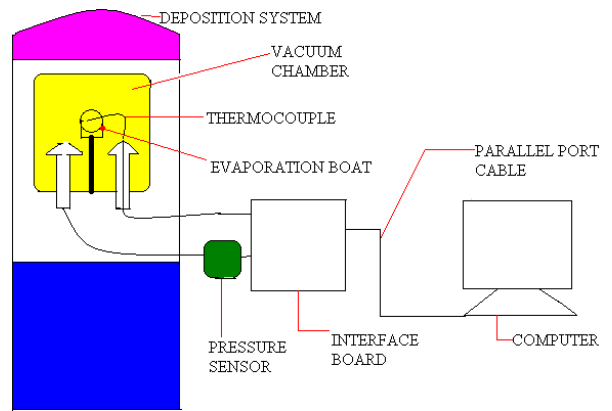 DEPOSITION SYSTEM
VACUUM
CHAMBER
THERMOCOUPLE
EVAPORATION BOAT
PARALLEL PORT
CABLE
PRESSURE
SENSOR
INTERFACE
BOARD
COMPUTER